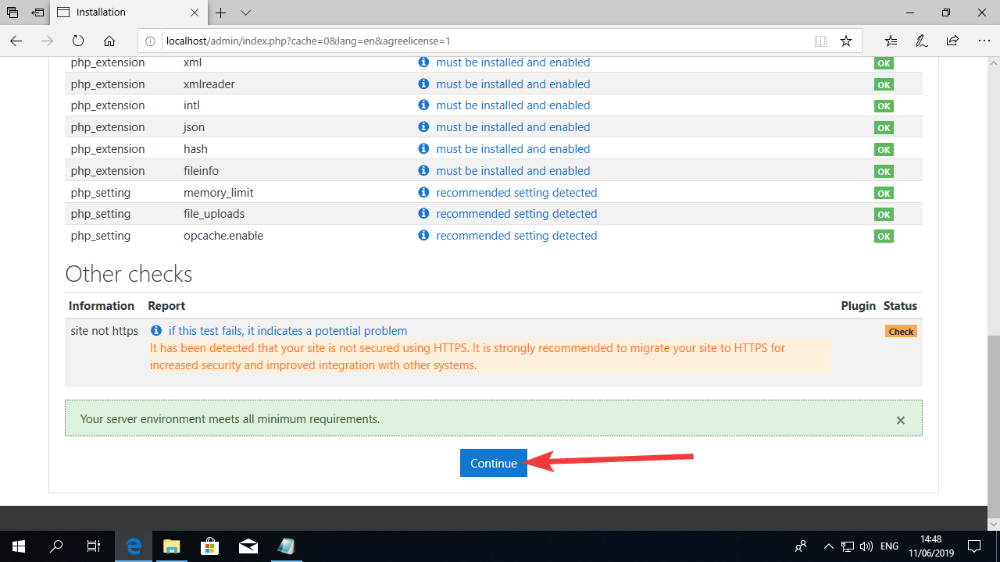 Installation
localhost/admin/index.php?cache=0&lang=en&agreelicense=1
php_extension xml must be installed and enabled OK
php_extension xmlreader must be installed and enabled OK
php_extension intl must be installed and enabled OK
php_extension json must be installed and enabled OK
php_extension hash must be installed and enabled OK
php_extension fileinfo must be installed and enabled OK
php_setting memory_limit recommended setting detected OK
php_setting file_uploads recommended setting detected OK
php_setting opcache.enable recommended setting detected OK
Other checks
Information Report Plugin Status
site not https if this test fails, it indicates a potential problem Check
It has been detected that your site is not secured using HTTPS. It is strongly recommended to migrate your site to HTTPS for
increased security and improved integration with other systems.
Your server environment meets all minimum requirements. ×
Continue
ENG
14:48
11/06/2019